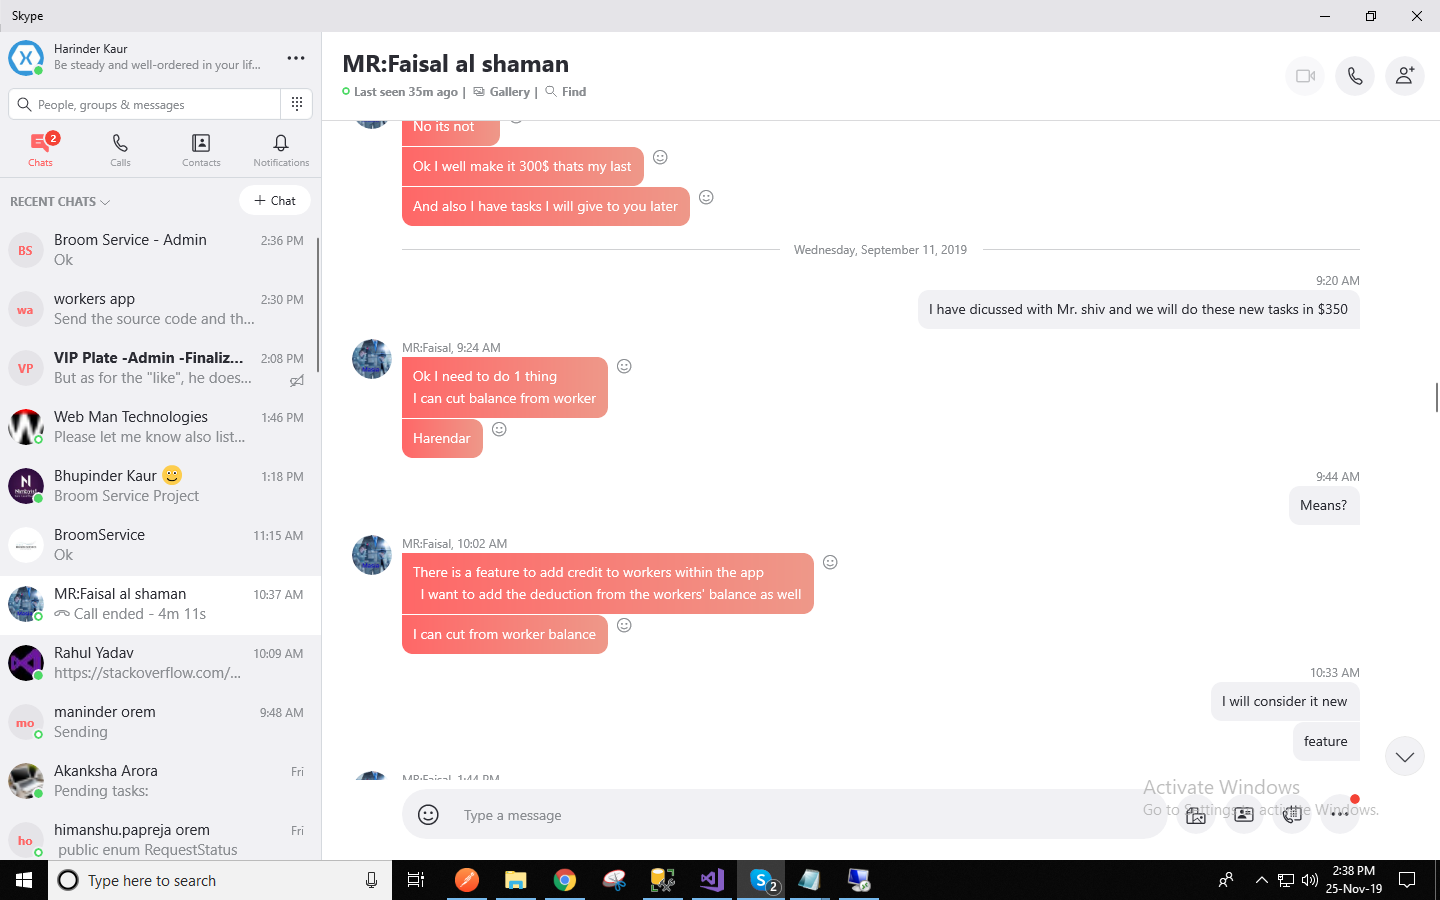 Skype
Harinder Kaur
Be steady and well-ordered in your lif...
People, groups & messages
2
Chats
Calls
Contacts
Notifications
RECENT CHATS
+ Chat
BS
Broom Service - Admin
2:36 PM
Ok
wa
workers app
2:30 PM
Send the source code and th...
VP
VIP Plate -Admin -Finaliz...
2:08 PM
But as for the "like", he does...
Web Man Technologies
1:46 PM
Please let me know also list...
Bhupinder Kaur
1:18 PM
Broom Service Project
BroomService
11:15 AM
Ok
MR:Faisal al shaman
10:37 AM
Call ended - 4m 11s
Rahul Yadav
10:09 AM
https://stackoverflow.com/...
mo
maninder orem
9:48 AM
Sending
Akanksha Arora
Fri
Pending tasks:
ho
himanshu.papreja orem
Fri
public enum RequestStatus
MR:Faisal al shaman
Last seen 35m ago | Gallery | Find
No its not
Ok I well make it 300$ thats my last
And also I have tasks I will give to you later
Wednesday, September 11, 2019
9:20 AM
I have dicussed with Mr. shiv and we will do these new tasks in $350
MR:Faisal, 9:24 AM
Ok I need to do 1 thing
I can cut balance from worker
Harendar
9:44 AM
Means?
MR:Faisal, 10:02 AM
There is a feature to add credit to workers within the app
I want to add the deduction from the workers' balance as well
I can cut from worker balance
10:33 AM
I will consider it new
feature
MR:Faisal, 1:44 PM
Type a message
Activate Windows
Go to Settings to activate Windows.
Type here to search
2
2:38 PM
25-Nov-19